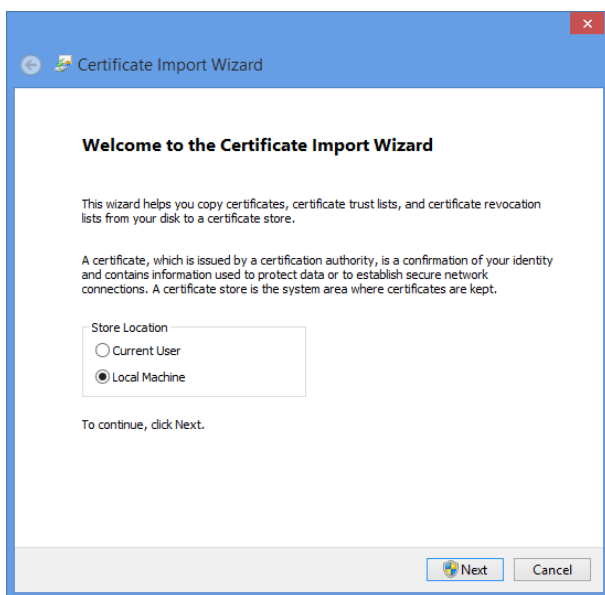 Certificate Import Wizard
Welcome to the Certificate Import Wizard
This wizard helps you copy certificates, certificate trust lists, and certificate revocation
lists from your disk to a certificate store.
A certificate, which is issued by a certification authority, is a confirmation of your identity
and contains information used to protect data or to establish secure network
connections. A certificate store is the system area where certificates are kept.
Store Location
Current User
Local Machine
To continue, click Next.
Next Cancel